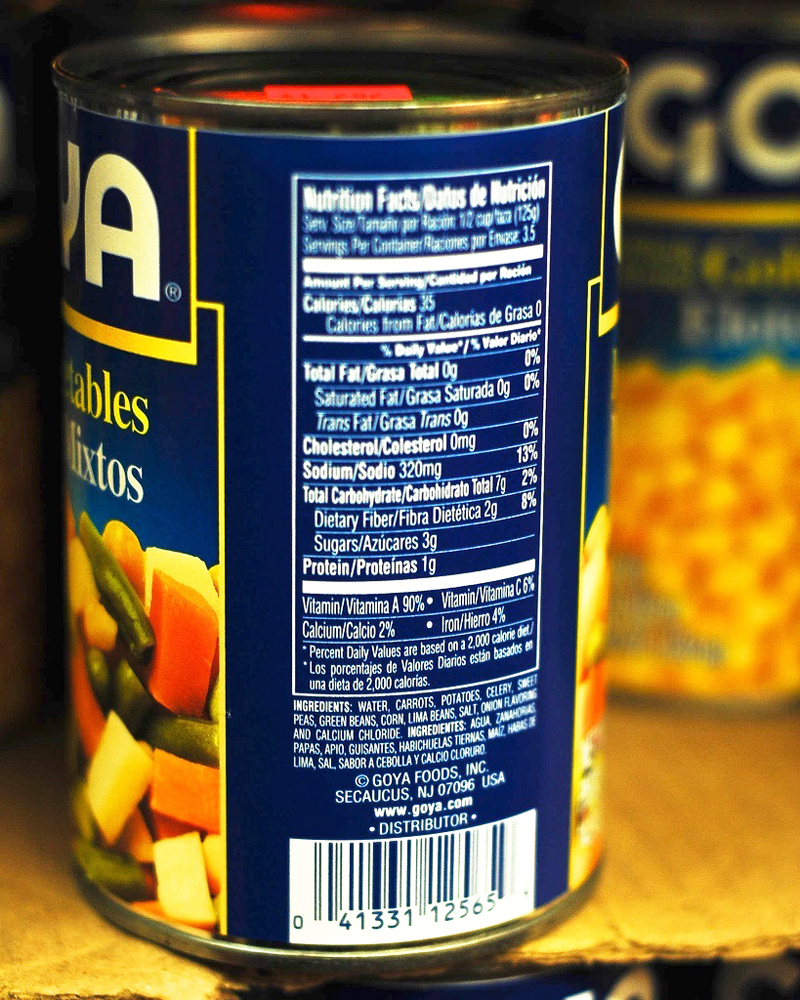 YA
®
tables
ixtos
Nutrition Facts/Datos de Nutrición
Serv. Size/Tamaño por Ración: 1/2 cup/taza (125g)
Servings Per Container/Raciones por Envase: 3.5
Amount Per Serving/Cantidad por Ración
Calories/Calorías 35
Calories from Fat/Calorías de Grasa 0
% Daily Value*/% Valor Diario*
Total Fat/Grasa Total 0g 0%
Saturated Fat/Grasa Saturada 0g 0%
Trans Fat/Grasa Trans 0g
Cholesterol/Colesterol 0mg 0%
Sodium/Sodio 320mg 13%
Total Carbohydrate/Carbohidrato Total 7g 2%
Dietary Fiber/Fibra Dietética 2g 8%
Sugars/Azúcares 3g
Protein/Proteínas 1g
Vitamin/Vitamina A 90% • Vitamin/Vitamina C 6%
Calcium/Calcio 2% • Iron/Hierro 4%
* Percent Daily Values are based on a 2,000 calorie diet./
* Los porcentajes de Valores Diarios están basados en
una dieta de 2,000 calorías.
INGREDIENTS: WATER, CARROTS, POTATOES, CELERY, SWEET
PEAS, GREEN BEANS, CORN, LIMA BEANS, SALT, ONION FLAVORING
AND CALCIUM CHLORIDE. INGREDIENTES: AGUA, ZANAHORIAS,
PAPAS, APIO, GUISANTES, HABICHUELAS TIERNAS, MAÍZ, HABAS DE
LIMA, SAL, SABOR A CEBOLLA Y CALCIO CLORURO.
© GOYA FOODS, INC.
SECAUCUS, NJ 07096 USA
www.goya.com
• DISTRIBUTOR •
0 41331 12565
GO